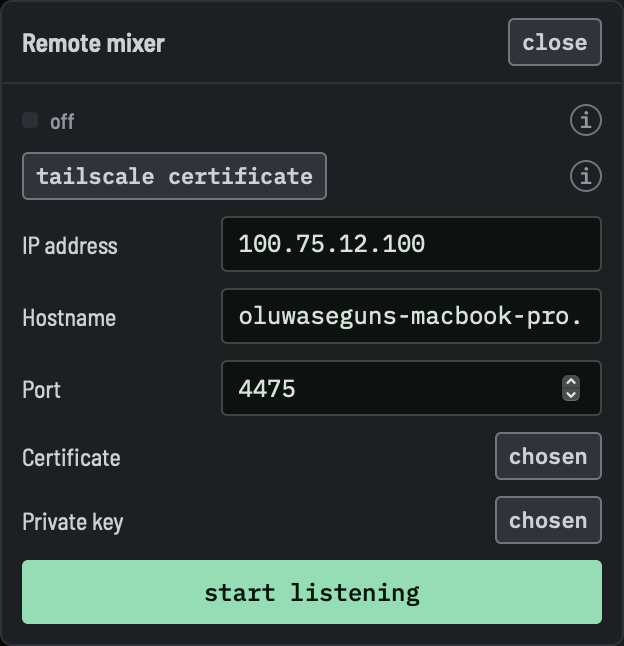 Remote mixer
close
off
i
tailscale certificate
i
IP address
100.75.12.100
Hostname
oluwaseguns-macbook-pro.
Port
4475
Certificate
chosen
Private key
chosen
start listening